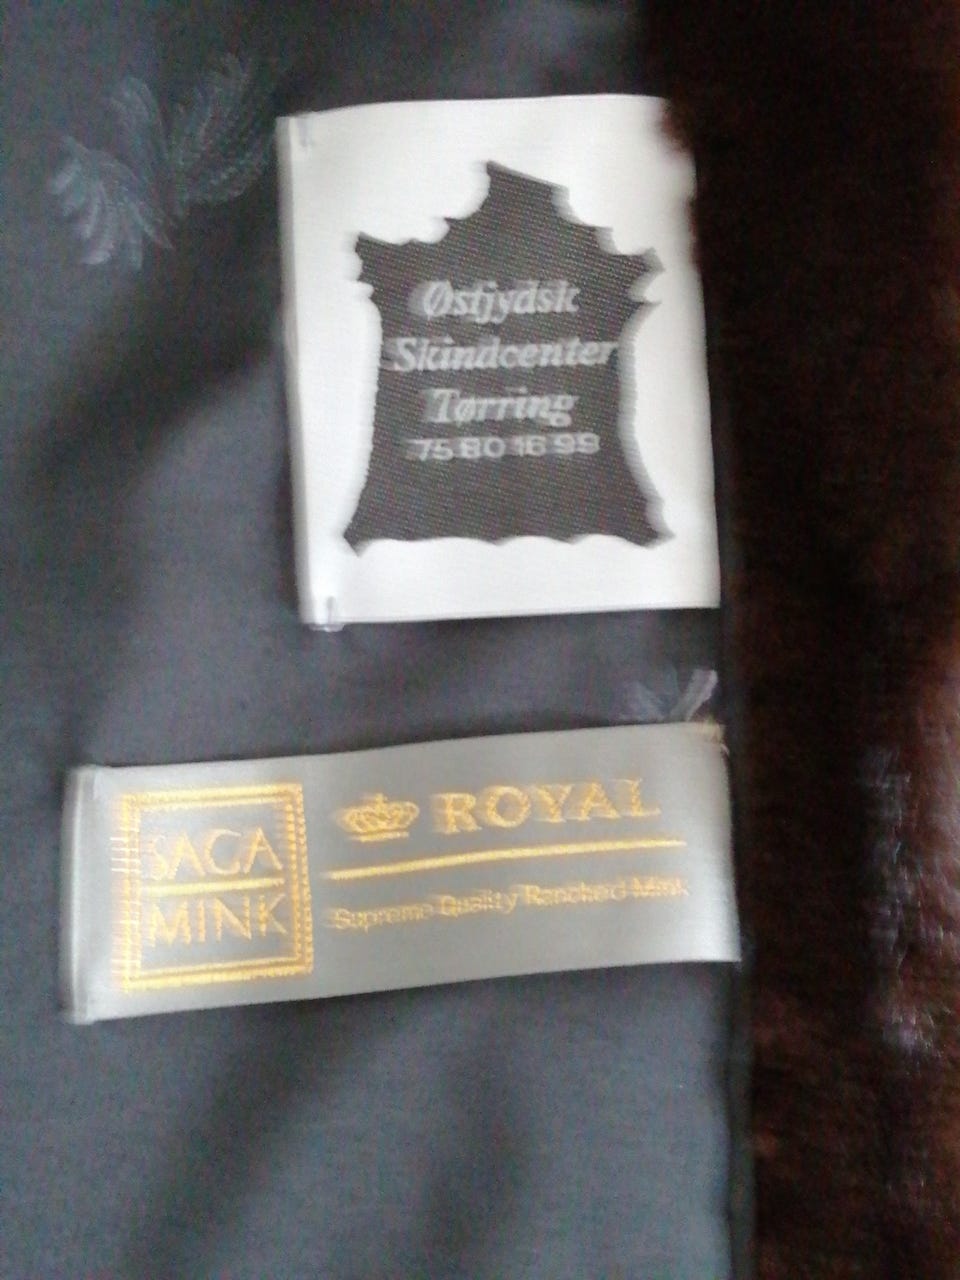 Østjydsk
Skindcenter
Tørring
75 80 16 99
SAGA
MINK
ROYAL
Supreme Quality Ranched Mink